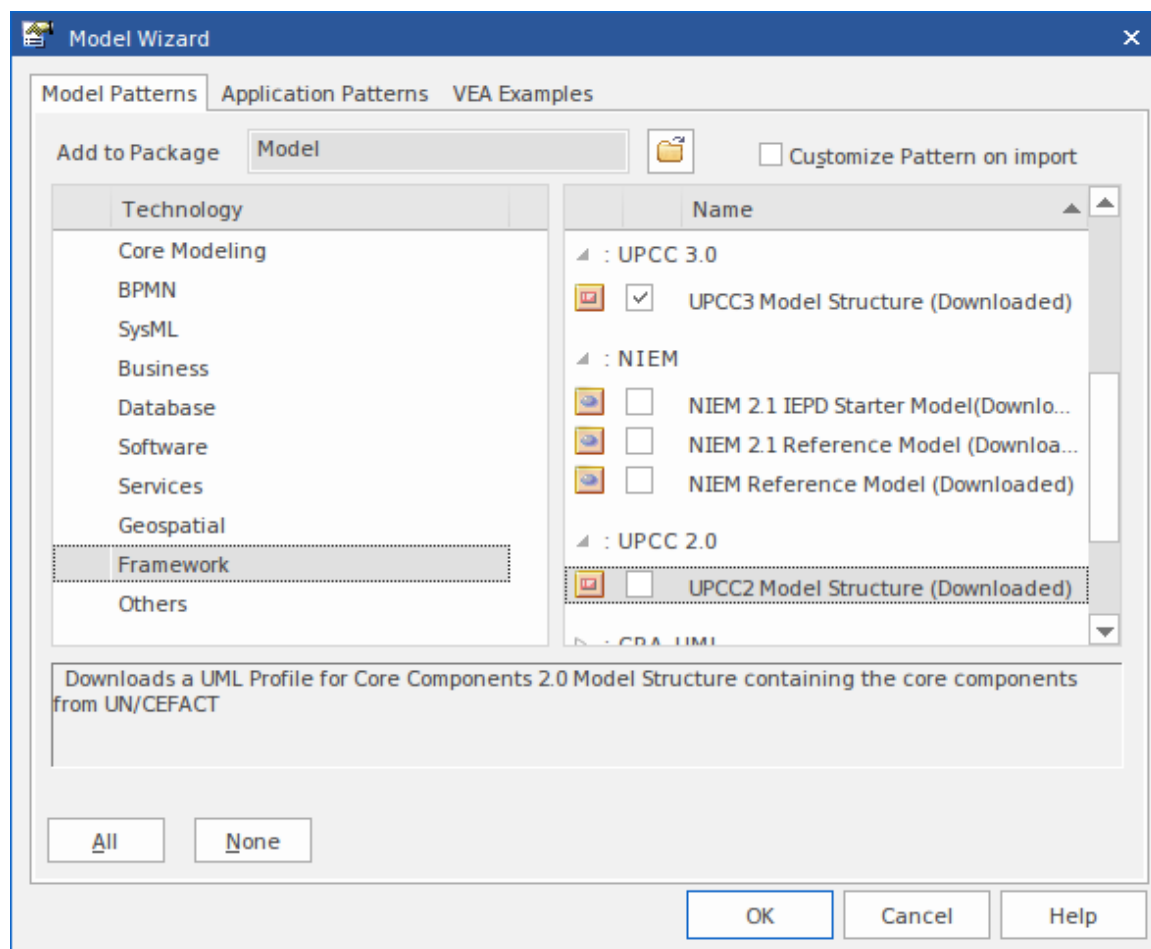 Model Wizard
Model Patterns Application Patterns VEA Examples
Add to Package Model Customize Pattern on import
Technology
Core Modeling
BPMN
SysML
Business
Database
Software
Services
Geospatial
Framework
Others
Name
: UPCC 3.0
UPCC3 Model Structure (Downloaded)
: NIEM
NIEM 2.1 IEPD Starter Model(Downlo...
NIEM 2.1 Reference Model (Downloa...
NIEM Reference Model (Downloaded)
: UPCC 2.0
UPCC2 Model Structure (Downloaded)
Downloads a UML Profile for Core Components 2.0 Model Structure containing the core components
from UN/CEFACT
All None
OK Cancel Help